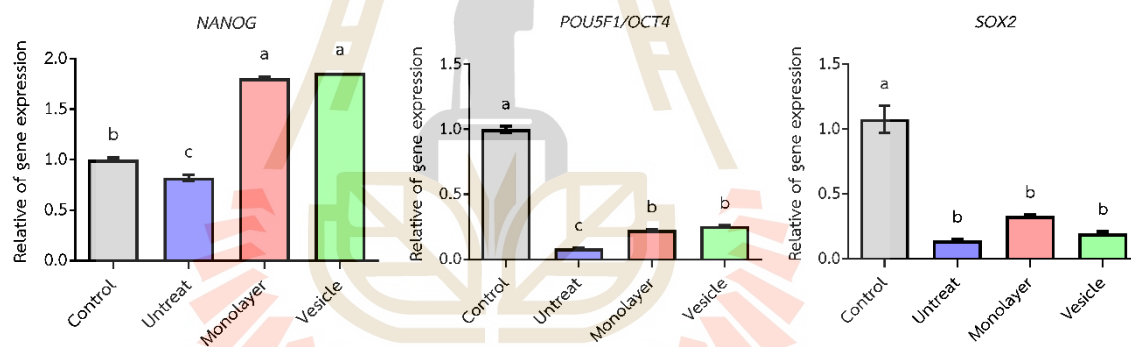 NANOG
Relative of gene expression
2.0
1.5
1.0
0.5
0.0
b
c
a
a
Control
Untreat
Monolayer
Vesicle
POU5F1/OCT4
Relative of gene expression
1.5
1.0
0.5
0.0
a
c
b
b
Control
Untreat
Monolayer
Vesicle
SOX2
Relative of gene expression
1.5
1.0
0.5
0.0
a
b
b
b
Control
Untreat
Monolayer
Vesicle